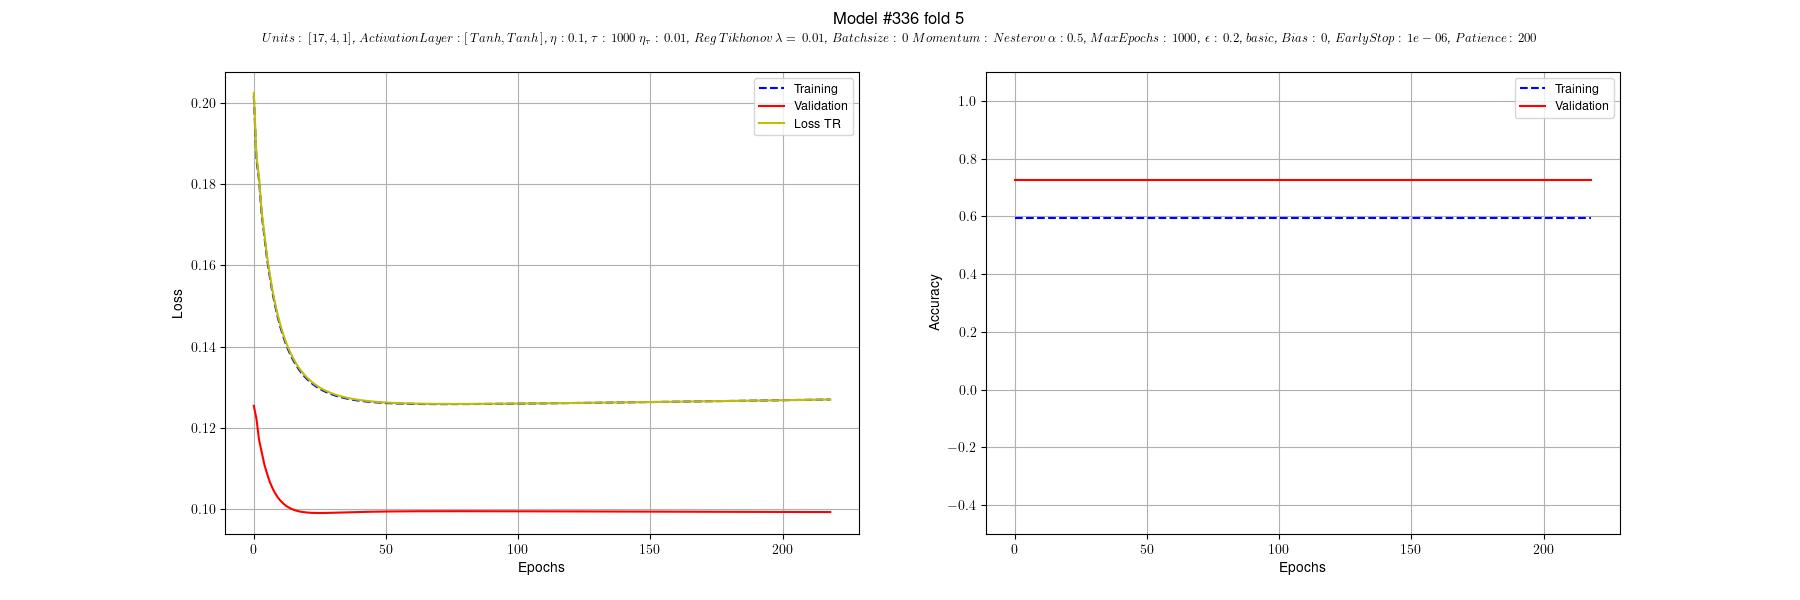 Model #336 fold 5
Units : [17, 4, 1], ActivationLayer : [Tanh, Tanh], η : 0.1, τ : 1000 η_τ : 0.01, Reg Tikhonov λ = 0.01, Batchsize : 0 Momentum : Nesterov α : 0.5, MaxEpochs : 1000, ϵ : 0.2, basic, Bias : 0, EarlyStop : 1e − 06, Patience : 200
Training
Validation
Loss TR
0.20
0.18
0.16
0.14
0.12
0.10
Loss
0 50 100 150 200
Epochs
Training
Validation
1.0
0.8
0.6
0.4
0.2
0.0
−0.2
−0.4
Accuracy
0 50 100 150 200
Epochs